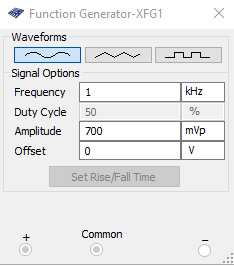 Function Generator-XFG1
Waveforms
Signal Options
Frequency 1 kHz
Duty Cycle 50 %
Amplitude 700 mVp
Offset 0 V
Set Rise/Fall Time
+ Common −